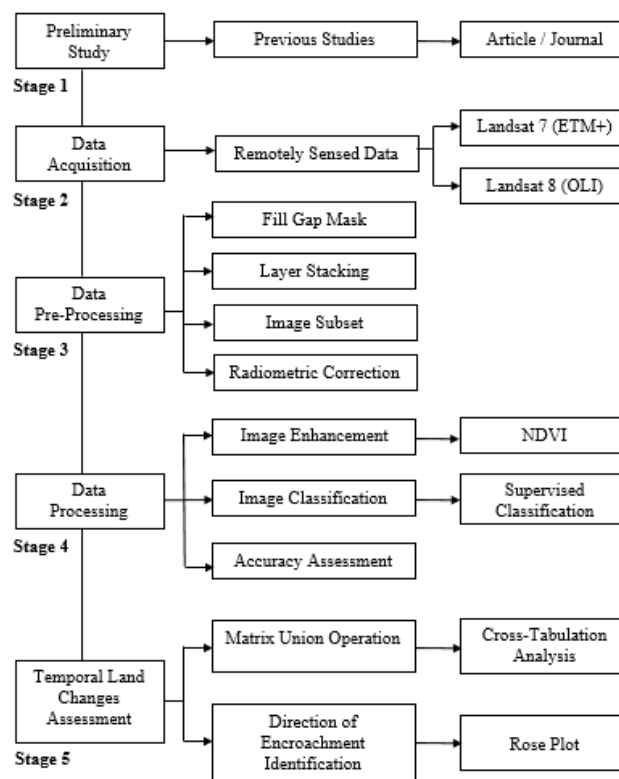 Preliminary
Study
Previous Studies
Article / Journal
Stage 1
Data
Acquisition
Remotely Sensed Data
Landsat 7 (ETM+)
Landsat 8 (OLI)
Stage 2
Data
Pre-Processing
Fill Gap Mask
Layer Stacking
Image Subset
Radiometric Correction
Stage 3
Data
Processing
Image Enhancement
NDVI
Image Classification
Supervised
Classification
Accuracy Assessment
Stage 4
Temporal Land
Changes
Assessment
Matrix Union Operation
Cross-Tabulation
Analysis
Direction of
Encroachment
Identification
Rose Plot
Stage 5